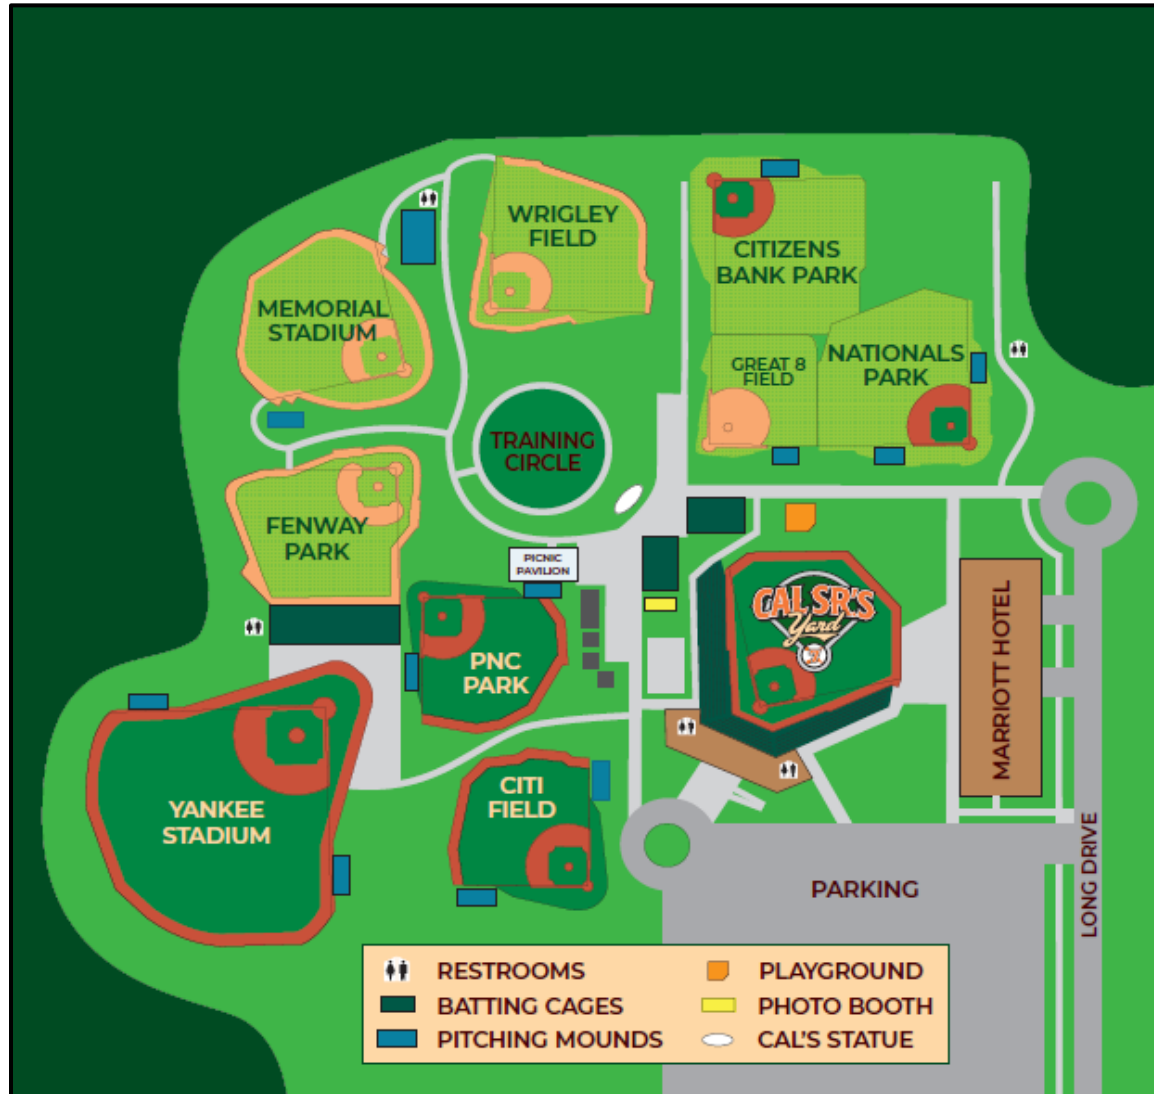 WRIGLEY
FIELD
CITIZENS
BANK PARK
MEMORIAL
STADIUM
GREAT 8
FIELD
NATIONALS
PARK
TRAINING
CIRCLE
FENWAY
PARK
PICNIC
PAVILION
CAL SR'S
Yard
PNC
PARK
MARRIOTT HOTEL
CITI
FIELD
YANKEE
STADIUM
PARKING
LONG DRIVE
RESTROOMS
BATTING CAGES
PITCHING MOUNDS
PLAYGROUND
PHOTO BOOTH
CAL'S STATUE